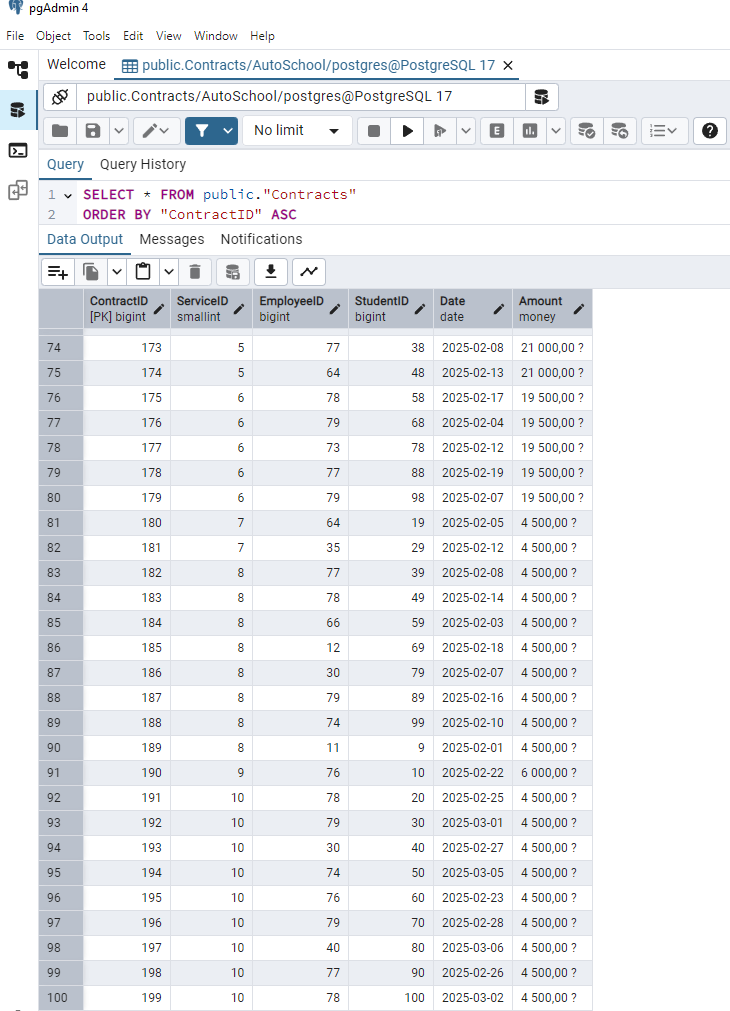 pgAdmin 4
File Object Tools Edit View Window Help
Welcome public.Contracts/AutoSchool/postgres@PostgreSQL 17
public.Contracts/AutoSchool/postgres@PostgreSQL 17
No limit E
Query Query History
1 SELECT * FROM public."Contracts"
2 ORDER BY "ContractID" ASC
Data Output Messages Notifications
ContractID ServiceID EmployeeID StudentID Date Amount
[PK] bigint smallint bigint bigint date money
74 173 5 77 38 2025-02-08 21 000,00 ?
75 174 5 64 48 2025-02-13 21 000,00 ?
76 175 6 78 58 2025-02-17 19 500,00 ?
77 176 6 79 68 2025-02-04 19 500,00 ?
78 177 6 73 78 2025-02-12 19 500,00 ?
79 178 6 77 88 2025-02-19 19 500,00 ?
80 179 6 79 98 2025-02-07 19 500,00 ?
81 180 7 64 19 2025-02-05 4 500,00 ?
82 181 7 35 29 2025-02-12 4 500,00 ?
83 182 8 77 39 2025-02-08 4 500,00 ?
84 183 8 78 49 2025-02-14 4 500,00 ?
85 184 8 66 59 2025-02-03 4 500,00 ?
86 185 8 12 69 2025-02-18 4 500,00 ?
87 186 8 30 79 2025-02-07 4 500,00 ?
88 187 8 79 89 2025-02-16 4 500,00 ?
89 188 8 74 99 2025-02-10 4 500,00 ?
90 189 8 11 9 2025-02-01 4 500,00 ?
91 190 9 76 10 2025-02-22 6 000,00 ?
92 191 10 78 20 2025-02-25 4 500,00 ?
93 192 10 79 30 2025-03-01 4 500,00 ?
94 193 10 30 40 2025-02-27 4 500,00 ?
95 194 10 74 50 2025-03-05 4 500,00 ?
96 195 10 76 60 2025-02-23 4 500,00 ?
97 196 10 79 70 2025-02-28 4 500,00 ?
98 197 10 40 80 2025-03-06 4 500,00 ?
99 198 10 77 90 2025-02-26 4 500,00 ?
100 199 10 78 100 2025-03-02 4 500,00 ?